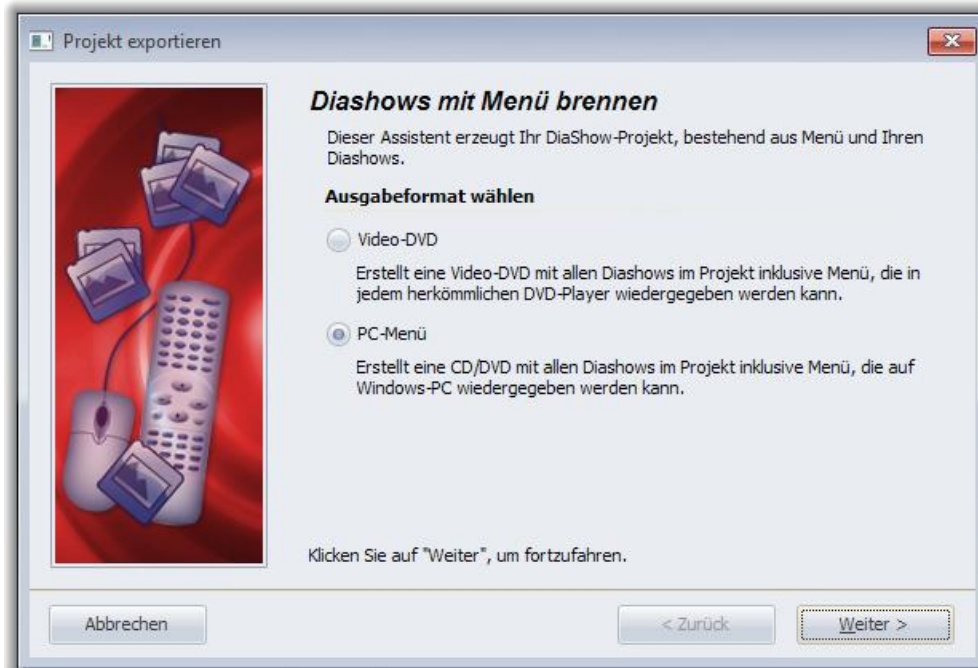 Projekt exportieren
Diashows mit Menü brennen
Dieser Assistent erzeugt Ihr DiaShow-Projekt, bestehend aus Menü und Ihren
Diashows.
Ausgabeformat wählen
Video-DVD
Erstellt eine Video-DVD mit allen Diashows im Projekt inklusive Menü, die in
jedem herkömmlichen DVD-Player wiedergegeben werden kann.
PC-Menü
Erstellt eine CD/DVD mit allen Diashows im Projekt inklusive Menü, die auf
Windows-PC wiedergegeben werden kann.
Klicken Sie auf "Weiter", um fortzufahren.
Abbrechen
< Zurück
Weiter >